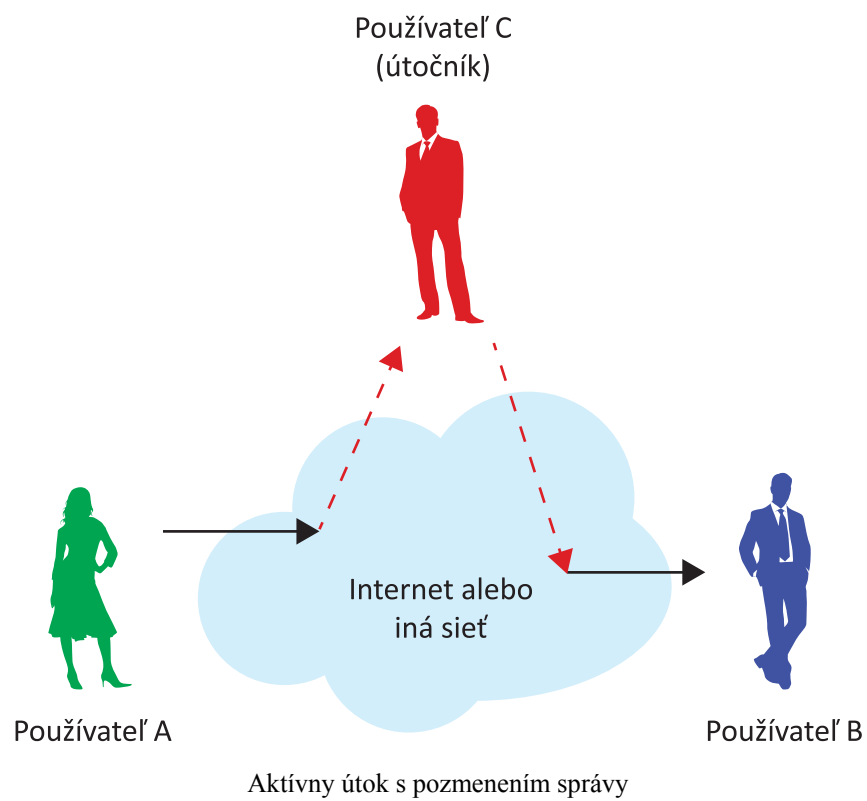 Používateľ C
(útočník)
Internet alebo
iná sieť
Používateľ A
Používateľ B
Aktívny útok s pozmenením správy